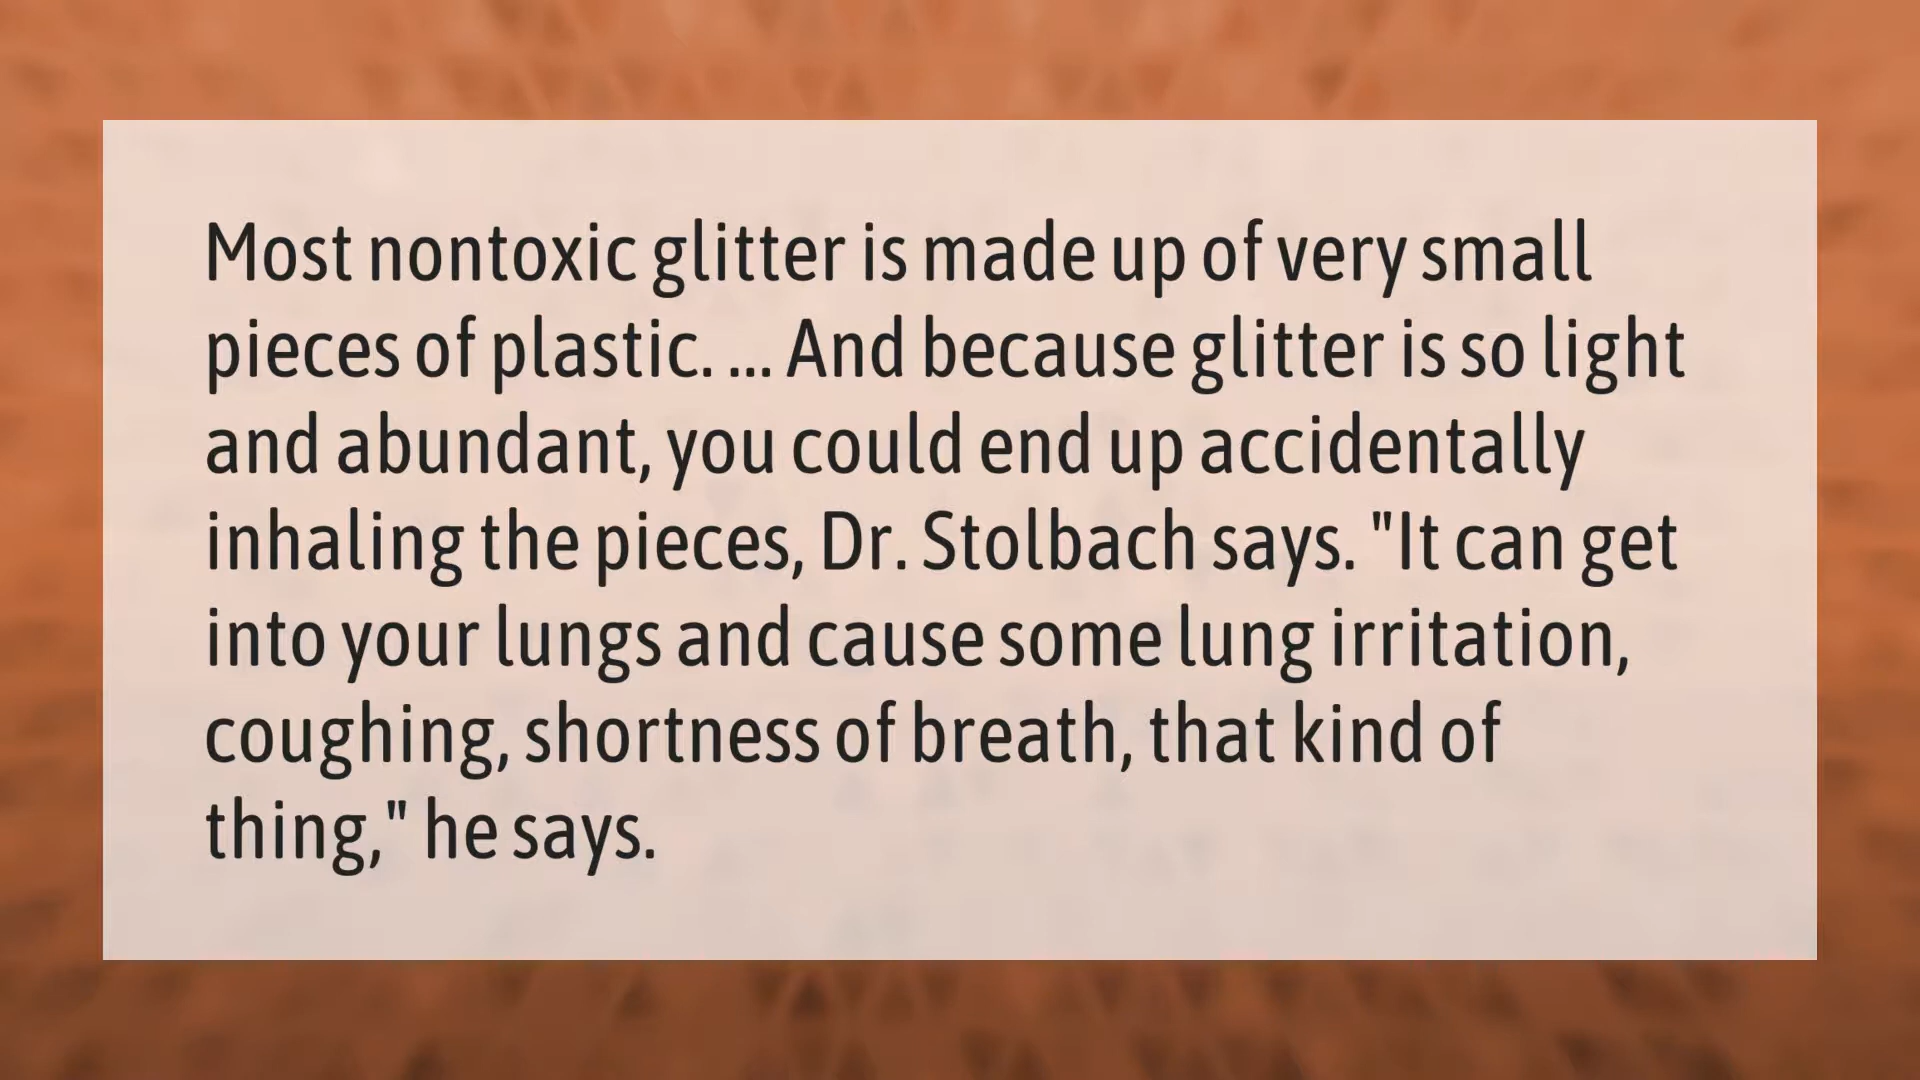 Most nontoxic glitter is made up of very small
pieces of plastic. ... And because glitter is so light
and abundant, you could end up accidentally
inhaling the pieces, Dr. Stolbach says. "It can get
into your lungs and cause some lung irritation,
coughing, shortness of breath, that kind of
thing," he says.